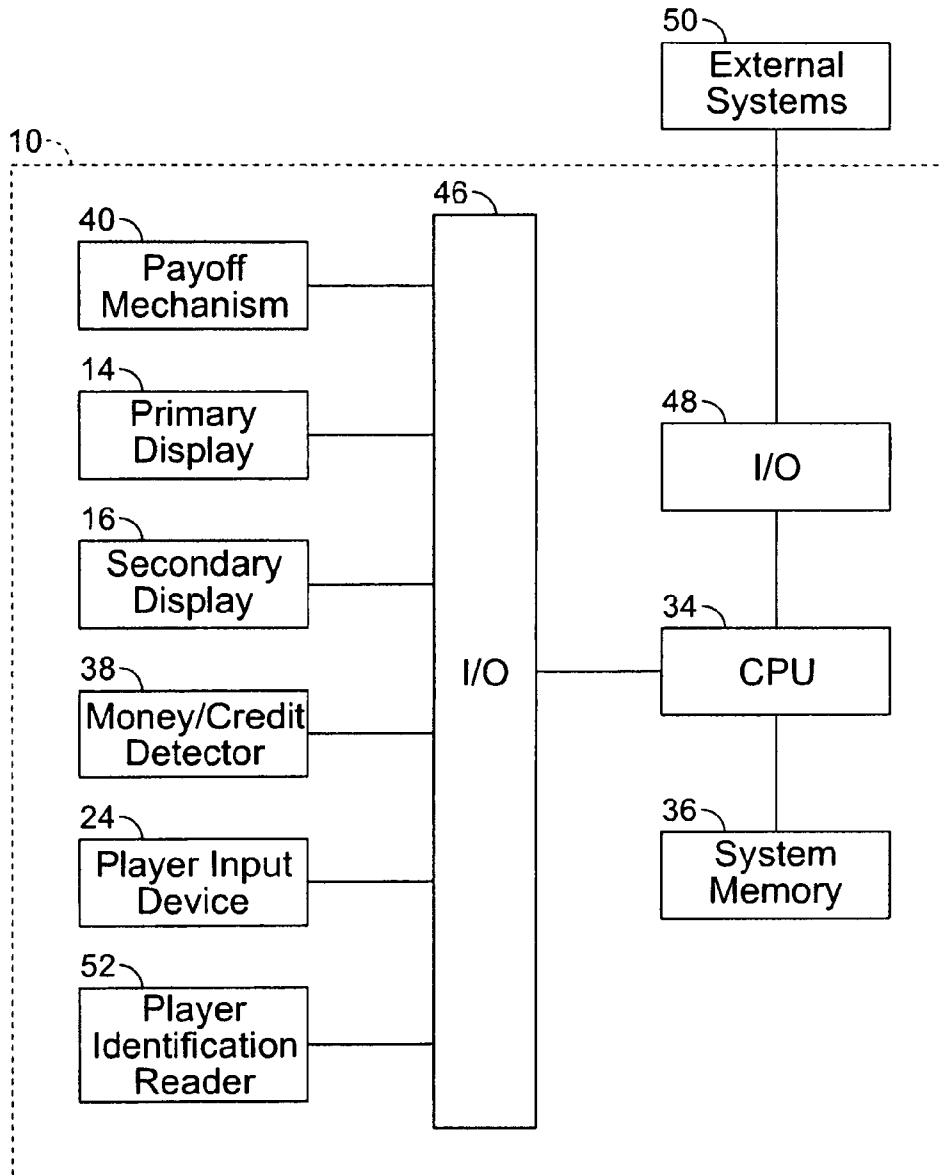 50
External
Systems
10
46
40
Payoff
Mechanism
14
Primary
Display
48
I/O
16
Secondary
Display
34
CPU
I/O
38
Money/Credit
Detector
24
Player Input
Device
36
System
Memory
52
Player
Identification
Reader